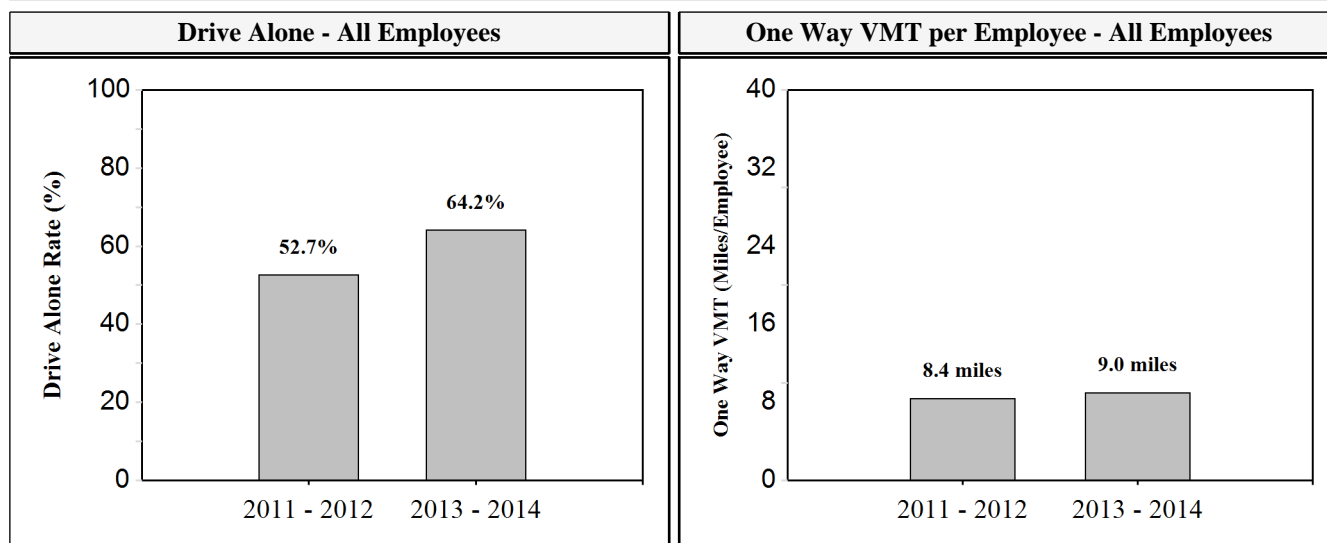 Drive Alone - All Employees
Drive Alone Rate (%)
100
80
60
40
20
0
52.7%
64.2%
2011 - 2012
2013 - 2014
One Way VMT per Employee - All Employees
One Way VMT (Miles/Employee)
40
32
24
16
8
0
8.4 miles
9.0 miles
2011 - 2012
2013 - 2014